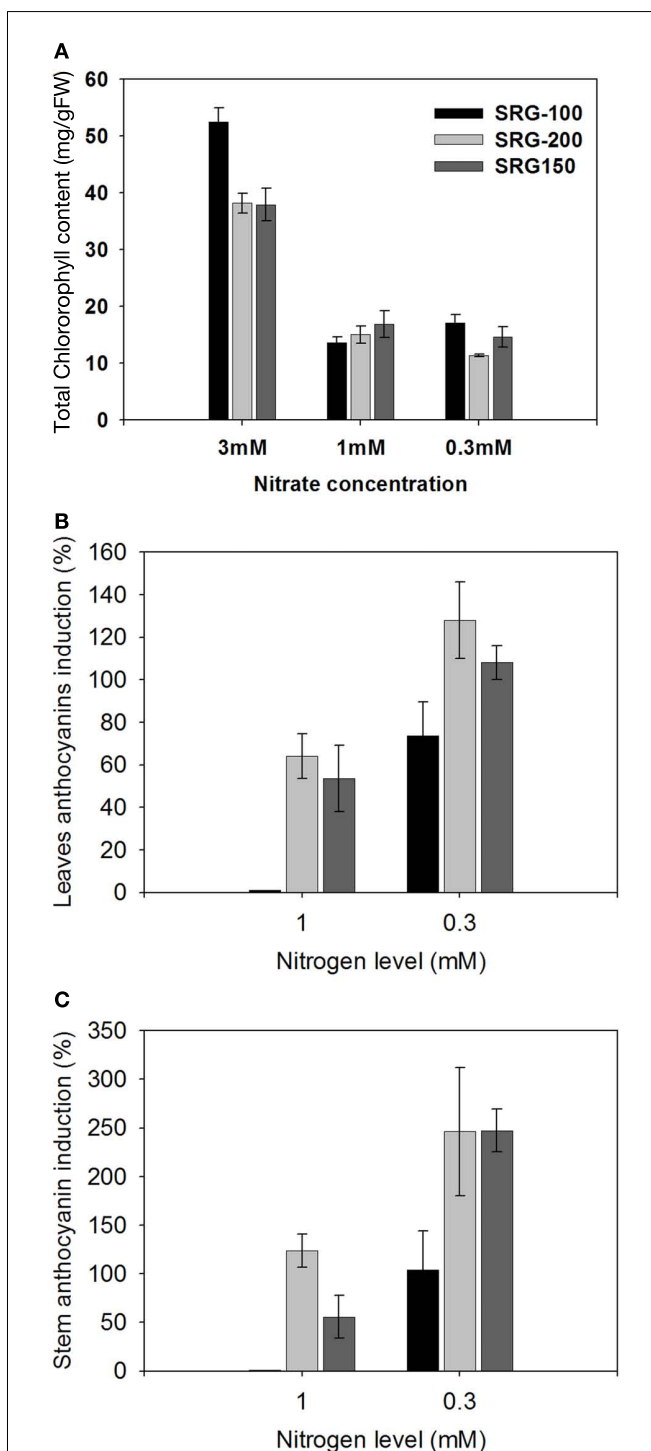 A
Total Chlororophyll content (mg/gFW)
60
50
40
30
20
10
0
SRG-100
SRG-200
SRG150
3mM 1mM 0.3mM
Nitrate concentration
B
Leaves anthocyanins induction (%)
160
140
120
100
80
60
40
20
0
1 0.3
Nitrogen level (mM)
C
Stem anthocyanin induction (%)
350
300
250
200
150
100
50
0
1 0.3
Nitrogen level (mM)